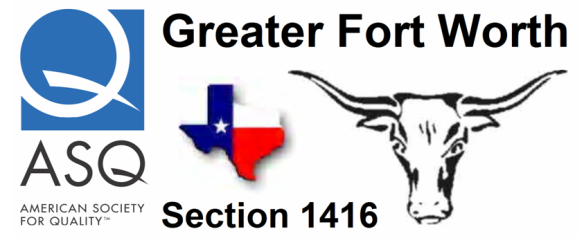 Greater Fort Worth
ASQ
AMERICAN SOCIETY
FOR QUALITY™
Section 1416